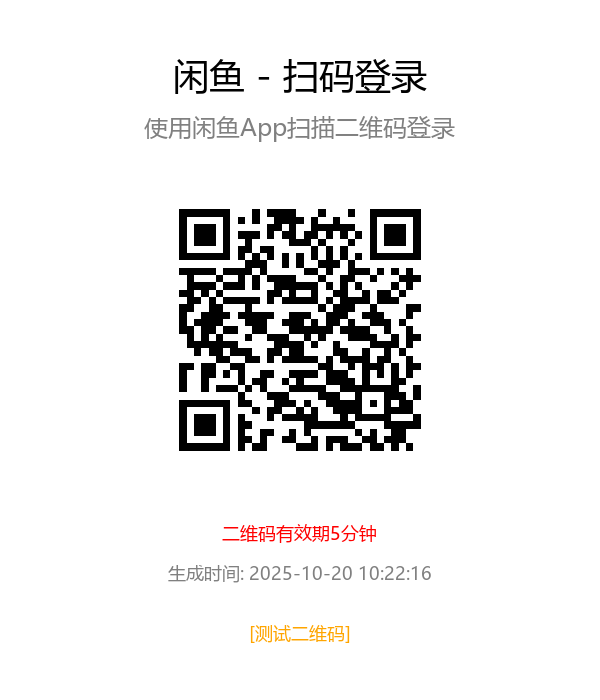 闲鱼 - 扫码登录
使用闲鱼App扫描二维码登录
二维码有效期5分钟
生成时间: 2025-10-20 10:22:16
[测试二维码]